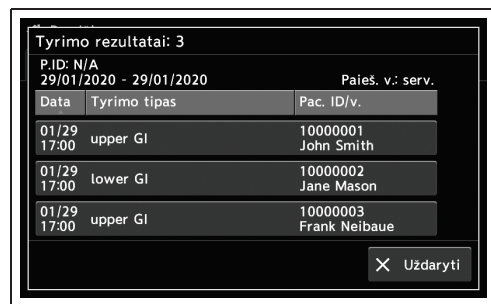 Tyrimo rezultatai: 3
P.ID: N/A
29/01/2020 - 29/01/2020 Paieš. v.: serv.
Data Tyrimo tipas Pac. ID/v.
01/29 17:00 upper GI 10000001 John Smith
01/29 17:00 lower GI 10000002 Jane Mason
01/29 17:00 upper GI 10000003 Frank Neibaue
Uždaryti